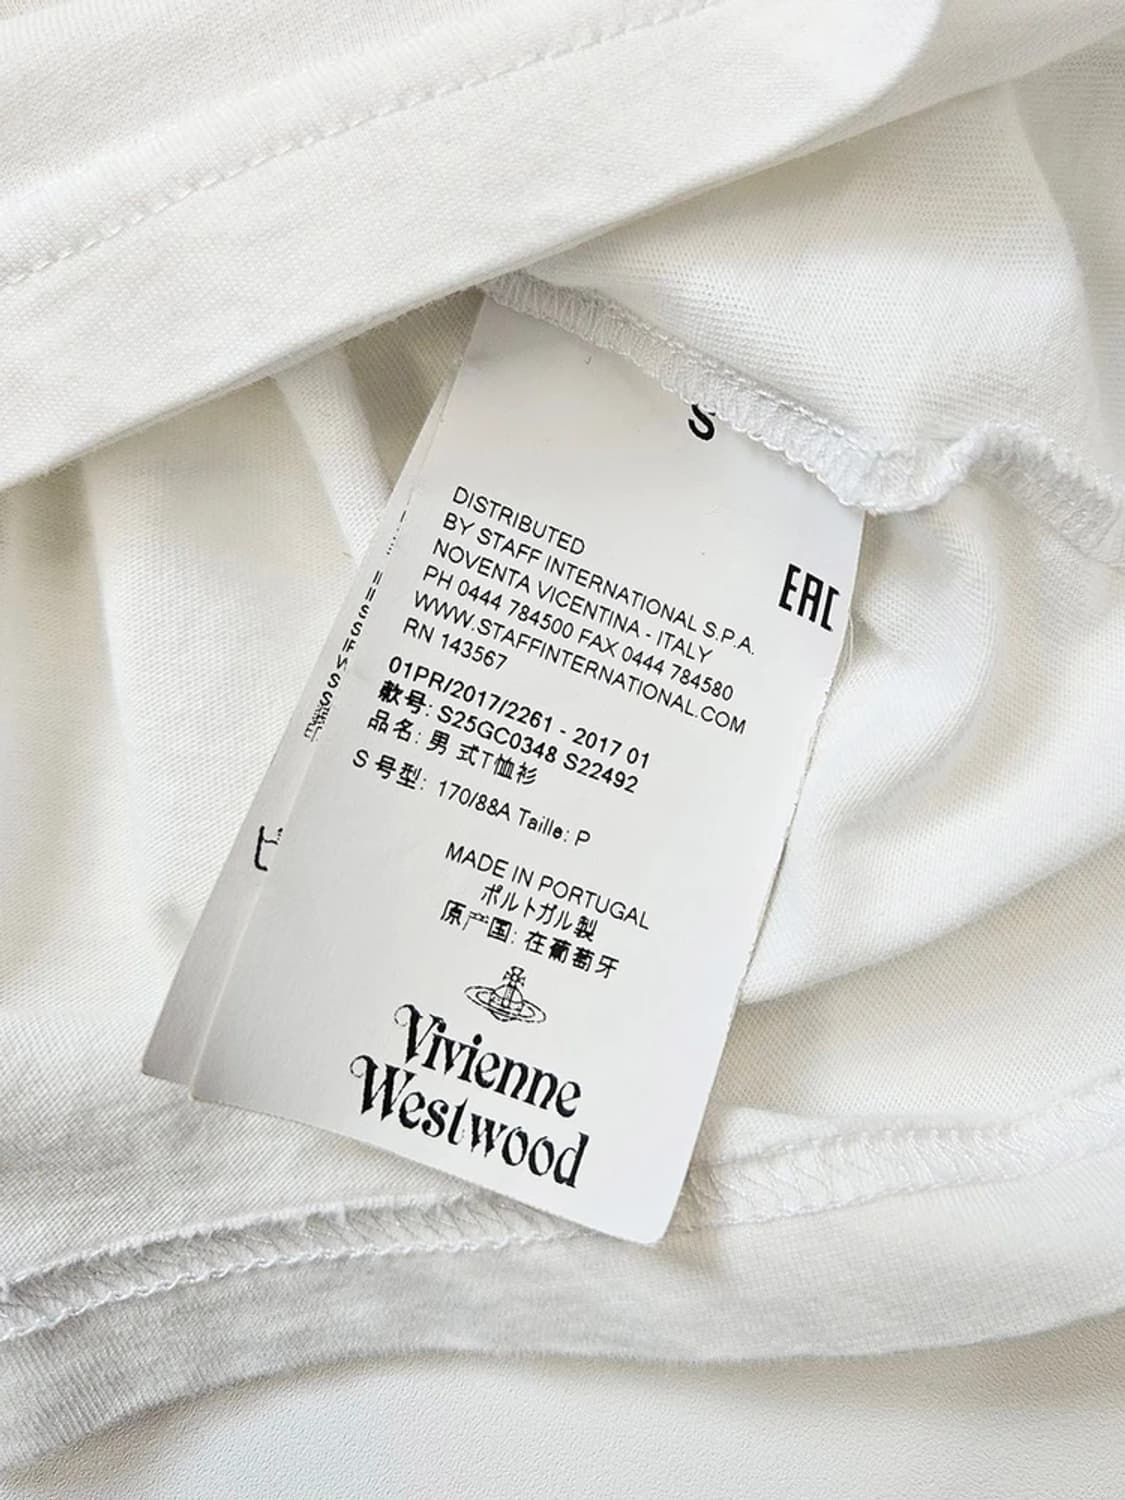 S
EAC
DISTRIBUTED
BY STAFF INTERNATIONAL S.P.A.
NOVENTA VICENTINA - ITALY
PH 0444 784500 FAX 0444 784580
WWW.STAFFINTERNATIONAL.COM
RN 143567
01PR/2017/2261 - 2017 01
款号: S25GC0348 S22492
品名: 男 式T恤衫
S 号型: 170/88A Taille: P
MADE IN PORTUGAL
ポルトガル製
原产国: 在葡萄牙
Vivienne
Westwood